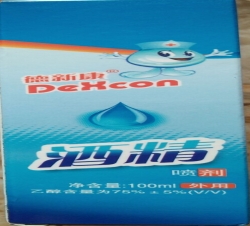 德新康
DeXcon
酒精
喷剂
净含量:100ml 外用
乙醇含量为75% ± 5%(V/V)